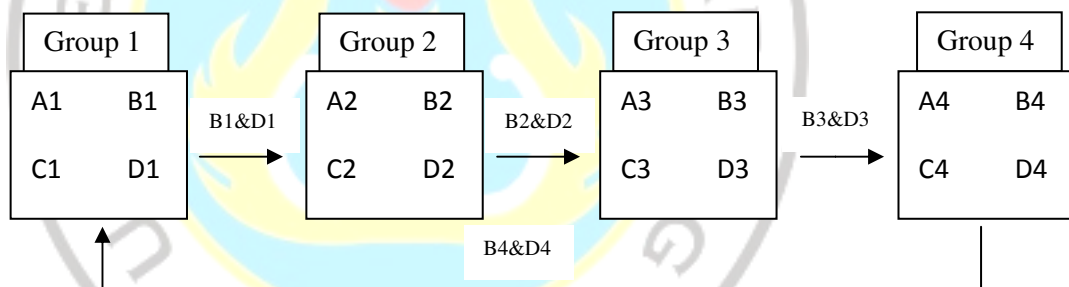 Group 1 Group 2 Group 3 Group 4
A1 B1 A2 B2 A3 B3 A4 B4
B1&D1 B2&D2 B3&D3
C1 D1 C2 D2 C3 D3 C4 D4
B4&D4
U G